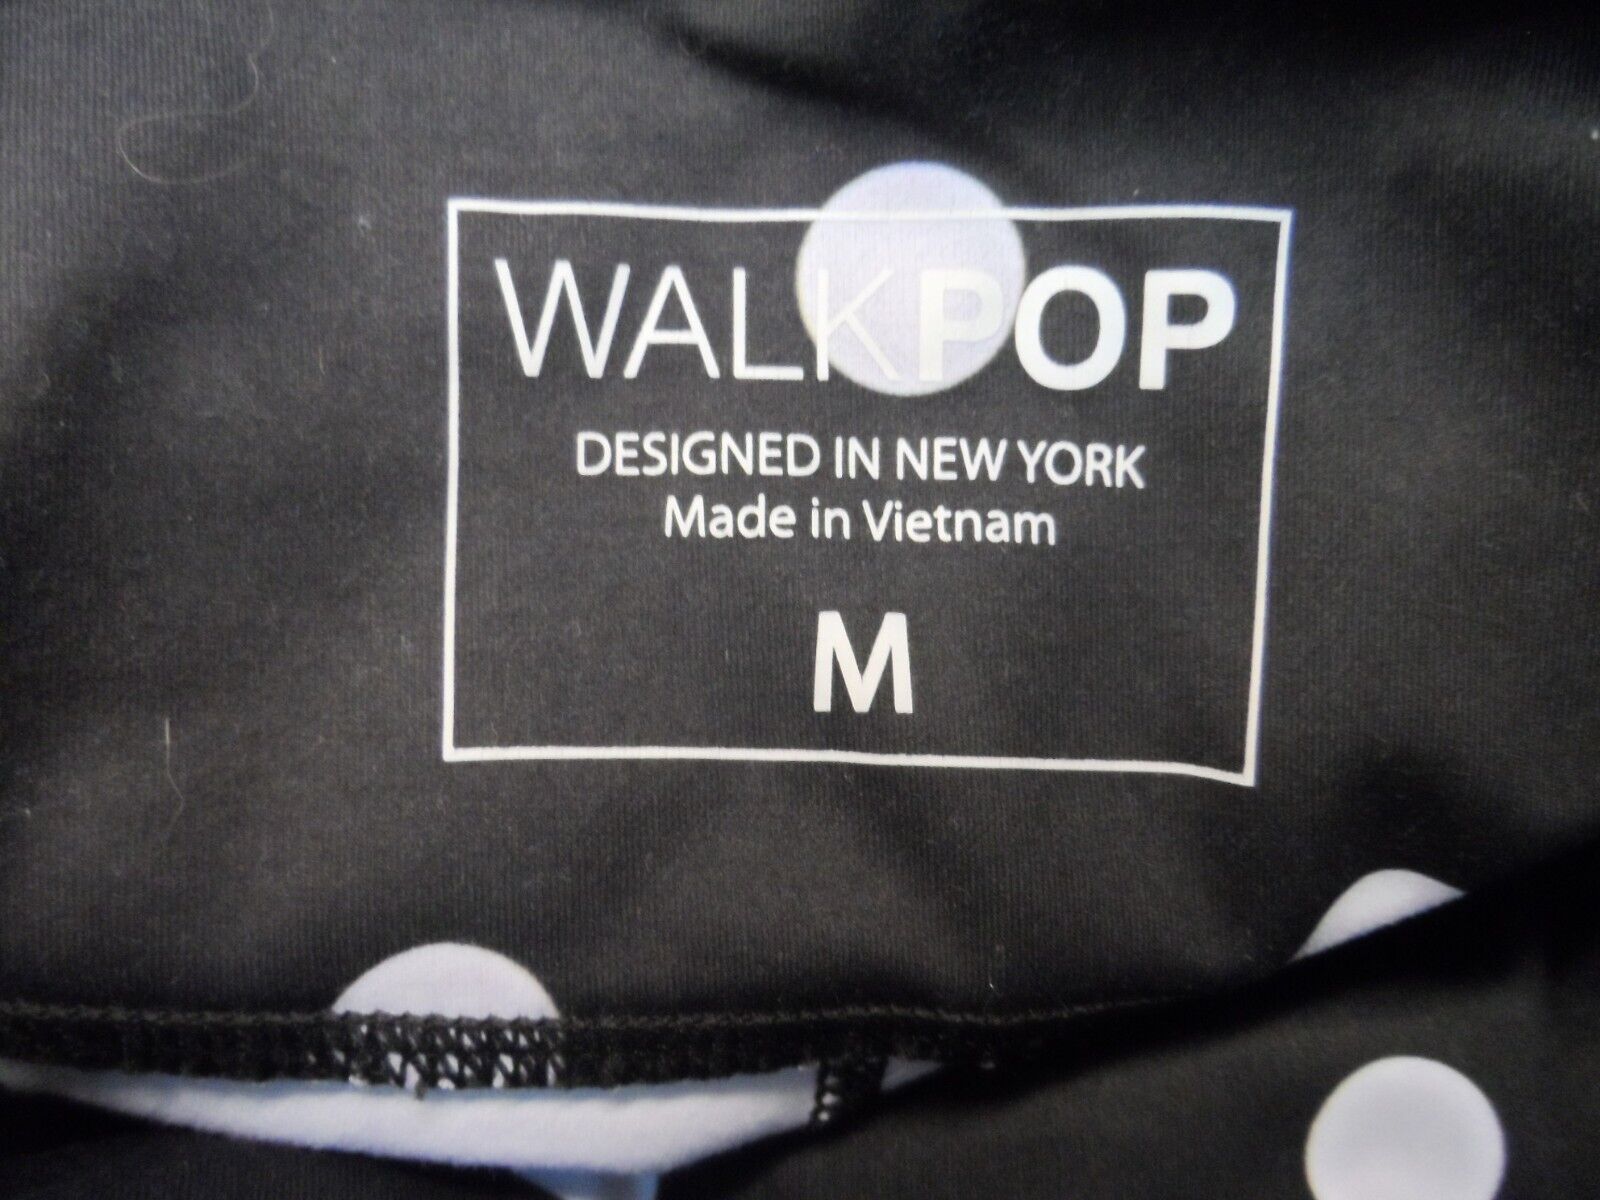 WALKPOP
DESIGNED IN NEW YORK
Made in Vietnam
M